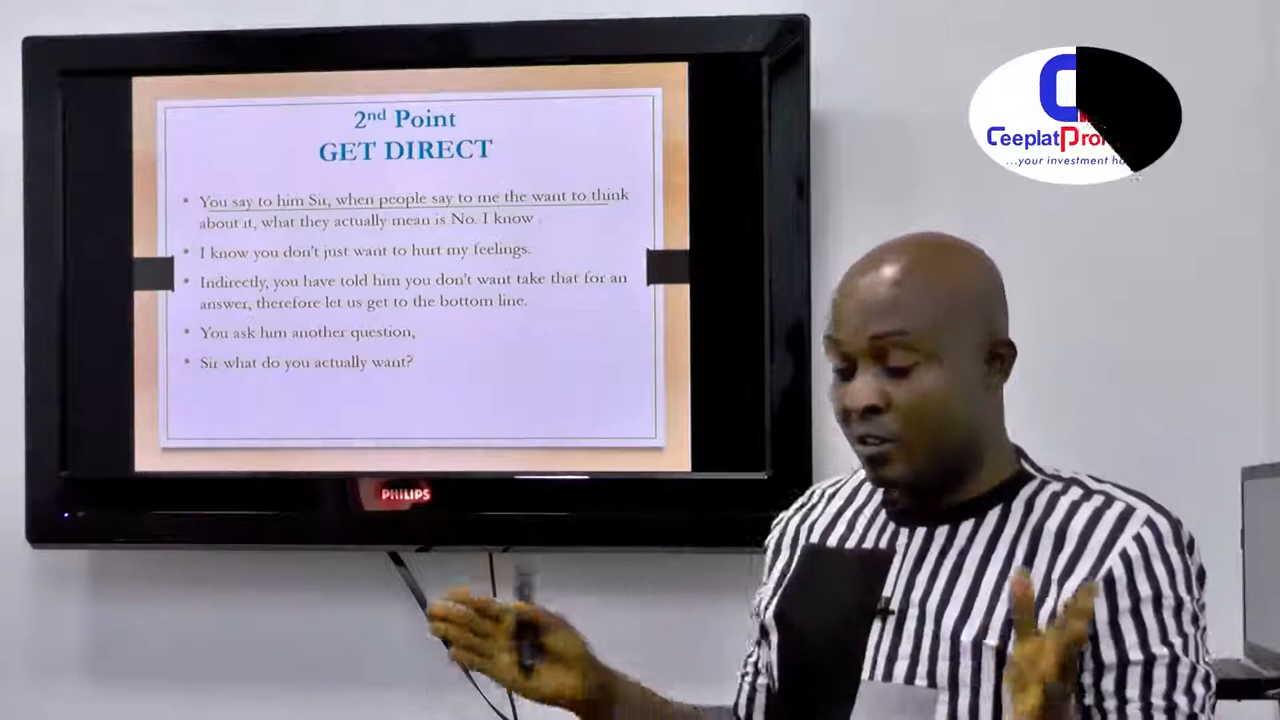 2nd Point
GET DIRECT
• You say to him Sir, when people say to me the want to think
about it, what they actually mean is No. I know .
• I know you don't just want to hurt my feelings.
• Indirectly, you have told him you don't want take that for an
answer, therefore let us get to the bottom line.
• You ask him another question,
• Sir what do you actually want?
PHILIPS
Ceeplat
...your investment